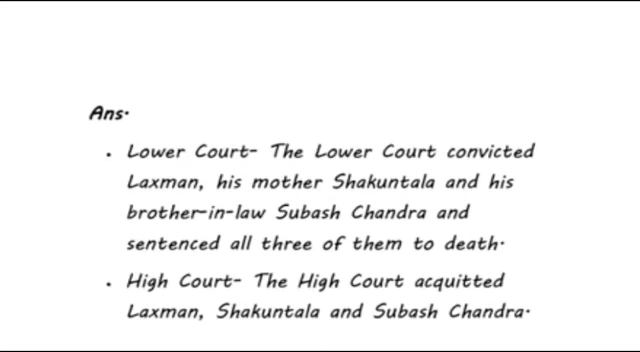 Ans.
• Lower Court- The Lower Court convicted
Laxman, his mother Shakuntala and his
brother-in-law Subash Chandra and
sentenced all three of them to death.
• High Court- The High Court acquitted
Laxman, Shakuntala and Subash Chandra.